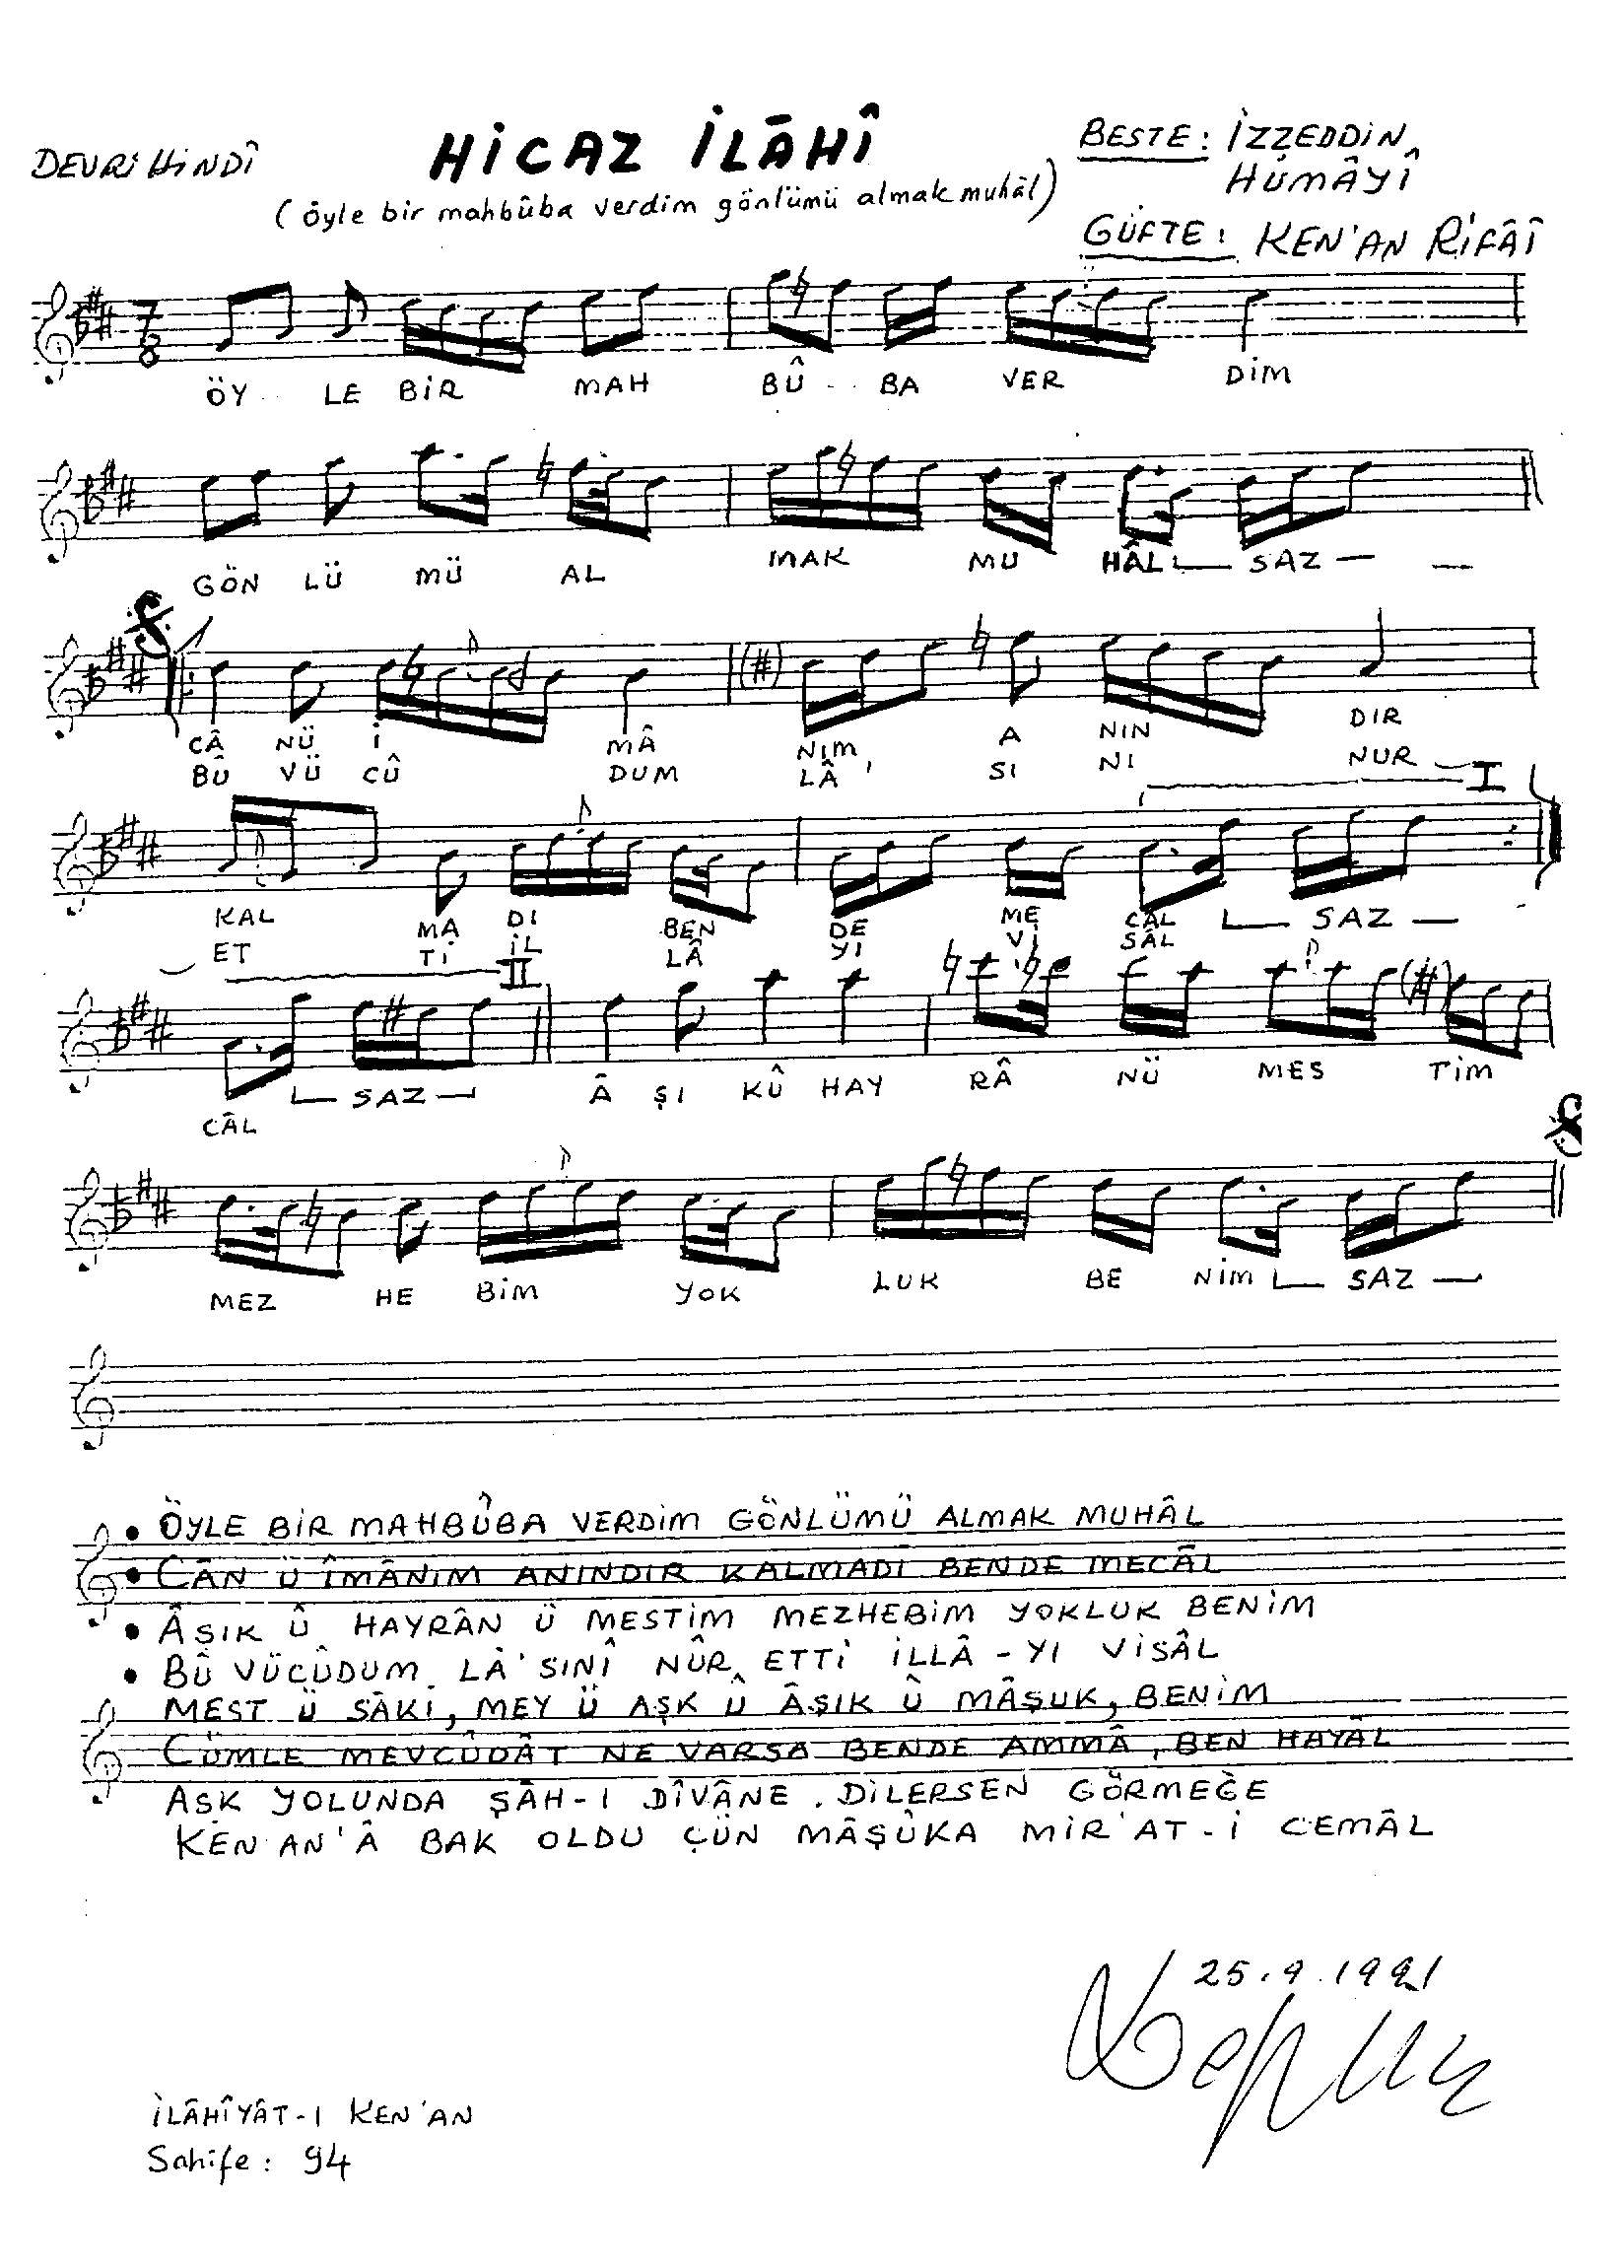 DEVRİ HİNDÎ
HİCAZ İLÂHÎ
(öyle bir mahbûba verdim gönlümü almak muhâl)
BESTE: İZZEDDİN
HÜMÂYÎ
GÜFTE: KEN'AN RİFÂÎ
7
8
ÖY LE BİR MAH BÛ BA VER DİM
GÖN LÜ MÜ AL MAK MU HÂL SAZ
CÂ NÜ İ MÂ NIM A NIN DIR
BÛ VÜ CÛ DUM LÂ' SI NI NUR
I
KAL MA DI BEN DE ME CÂL SAZ
ET Tİ İL LÂ YI Vİ SÂL
II
CÂL SAZ Â ŞI KÛ HAY RÂ NÜ MES TİM
MEZ HE BİM YOK LUK BE NİM SAZ
• ÖYLE BİR MAHBÛBA VERDİM GÖNLÜMÜ ALMAK MUHÂL
• CÂN Ü ÎMÂNIM ANINDIR KALMADI BENDE MECÂL
• ÂŞIK Û HAYRÂN Ü MESTİM MEZHEBİM YOKLUK BENİM
• BÛ VÜCÛDUM LÂ'SINÎ NÛR ETTİ İLLÂ-YI VİSÂL
MEST Ü SÂKİ, MEY Ü AŞK Û ÂŞIK Û MÂŞUK, BENİM
CÜMLE MEVCÛDÂT NE VARSA BENDE AMMÂ, BEN HAYÂL
AŞK YOLUNDA ŞÂH-I DÎVÂNE. DİLERSEN GÖRMEĞE
KEN'AN'Â BAK OLDU ÇÜN MÂŞÛKA MİR'AT-İ CEMÂL
25.9.1991
İLÂHÎYÂT-I KEN'AN
Sahife: 94